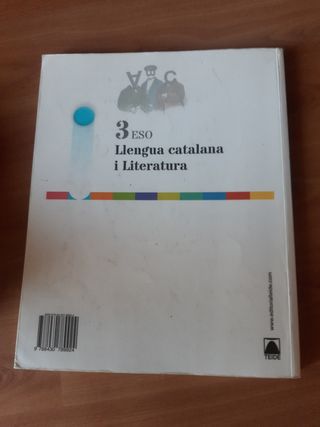 A C
3 ESO
Llengua catalana
i Literatura
www.editorialteide.com
TEIDE